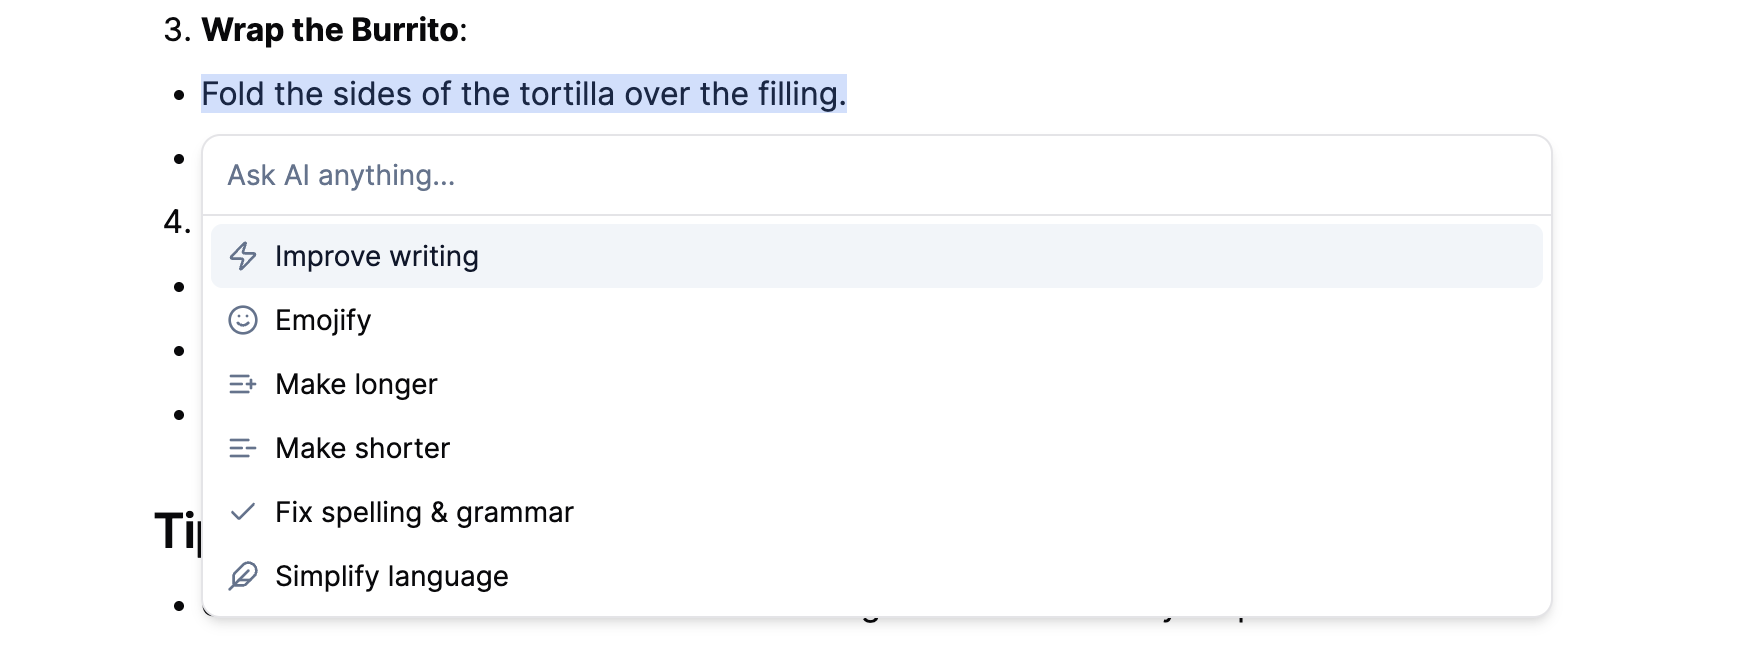 3. Wrap the Burrito:
• Fold the sides of the tortilla over the filling.
•
Ask AI anything...
4.
Improve writing
•
Emojify
•
Make longer
•
Make shorter
Fix spelling & grammar
Simplify language
•